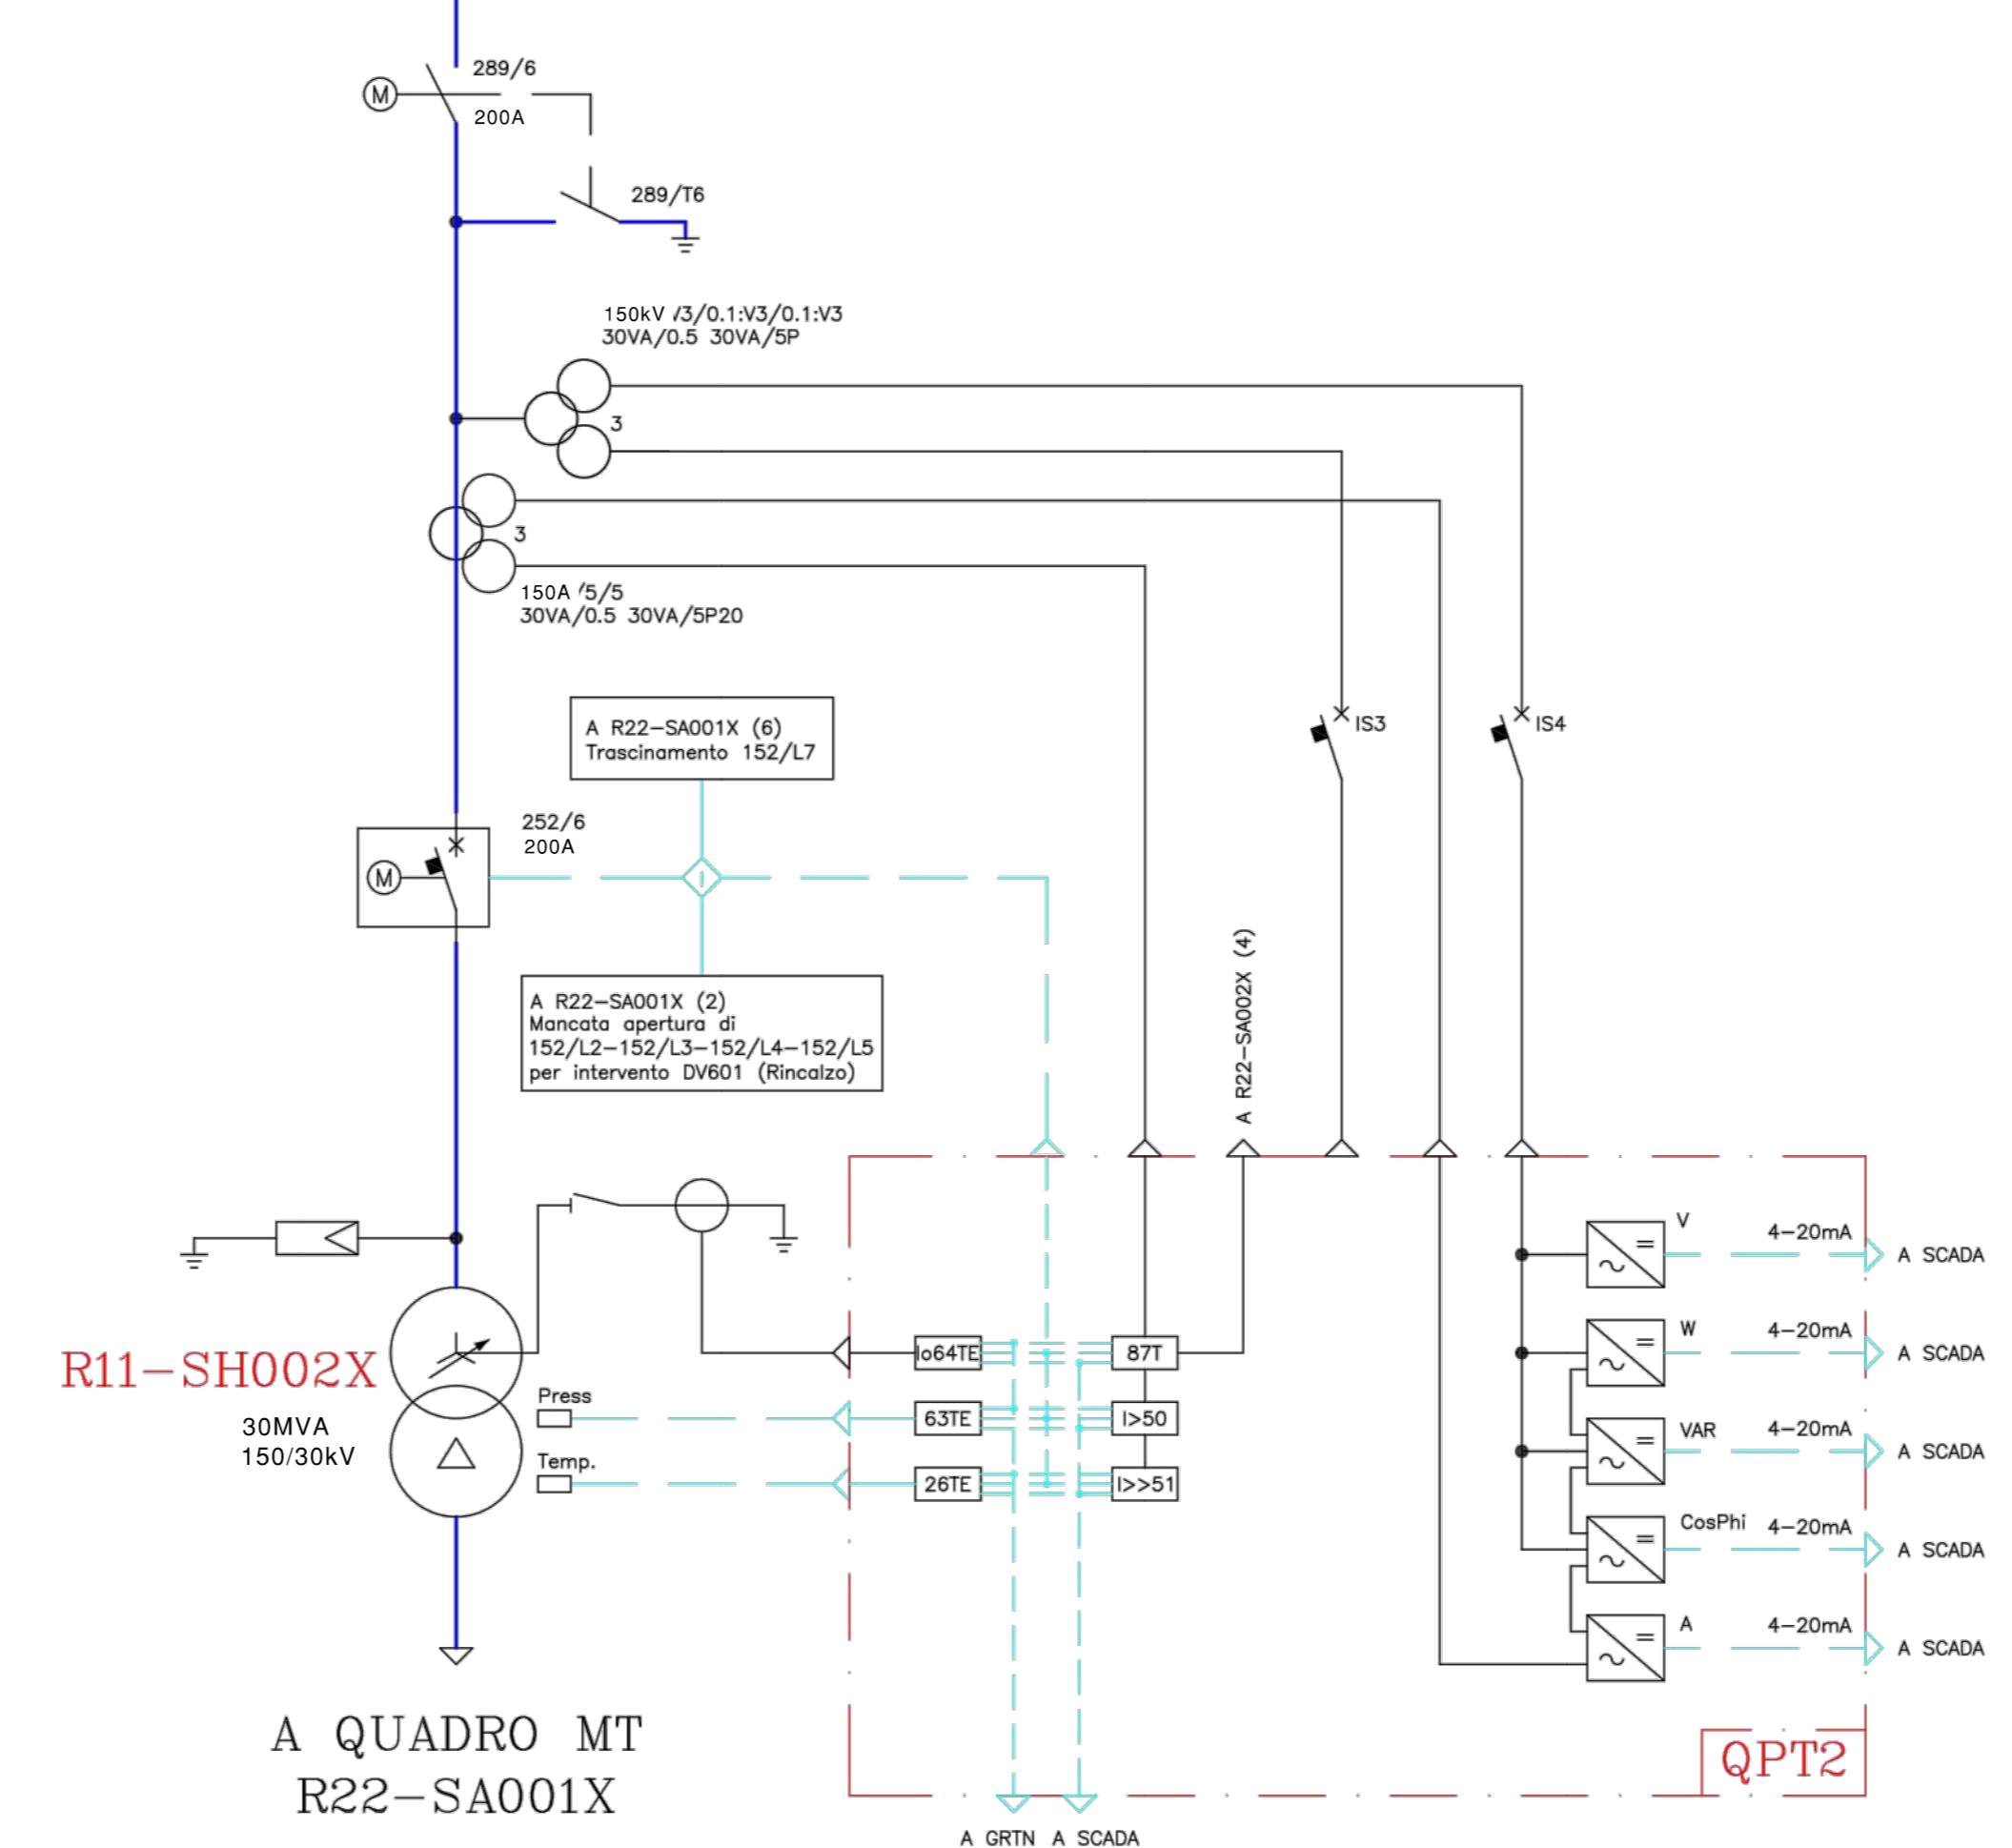 289/6
M
200A
289/T6
150kV √3/0.1:V3/0.1:V3
30VA/0.5 30VA/5P
3
3
150A /5/5
30VA/0.5 30VA/5P20
A R22-SA001X (6)
Trascinamento 152/L7
IS3
IS4
252/6
200A
M
I
A R22-SA002X (4)
A R22-SA001X (2)
Mancata apertura di
152/L2-152/L3-152/L4-152/L5
per intervento DV601 (Rincalzo)
V
4-20mA
A SCADA
W
4-20mA
A SCADA
Io64TE
87T
R11-SH002X
Press
63TE
I>50
30MVA
150/30kV
VAR
4-20mA
A SCADA
Temp.
26TE
I>>51
CosPhi
4-20mA
A SCADA
A
4-20mA
A SCADA
A QUADRO MT
R22-SA001X
QPT2
A GRTN
A SCADA